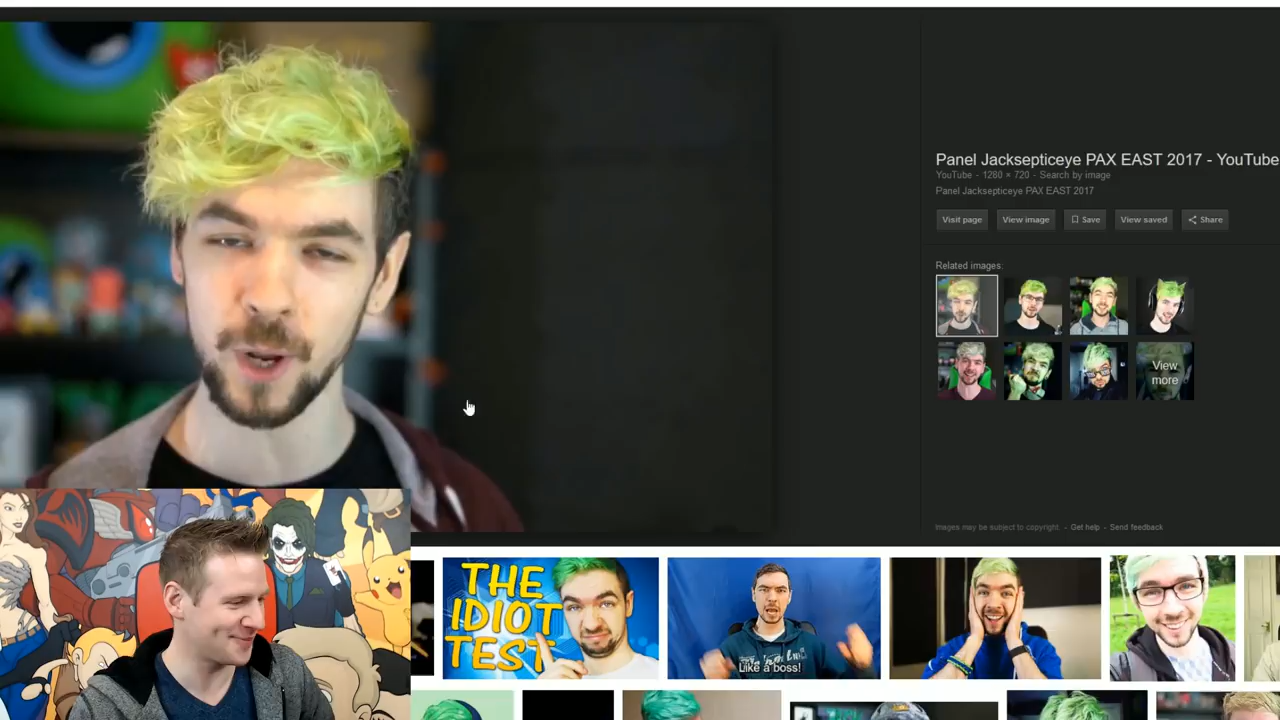 Panel Jacksepticeye PAX EAST 2017 - YouTube
YouTube - 1280 × 720 - Search by image
Panel Jacksepticeye PAX EAST 2017
Visit page
View image
Save
View saved
Share
Related images:
View
more
Images may be subject to copyright. - Get help - Send feedback
THE
IDIOT
TEST
Like a boss!